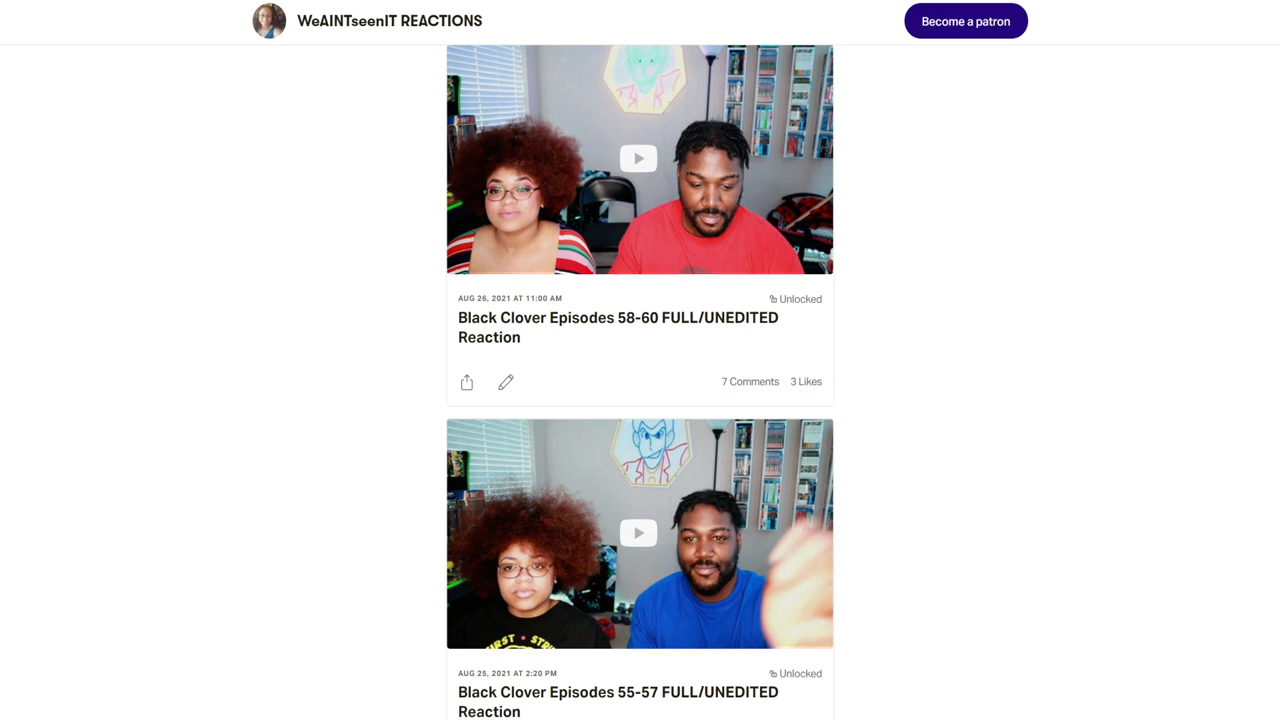 WeAINTseenIT REACTIONS
Become a patron
AUG 26, 2021 AT 11:00 AM
Unlocked
Black Clover Episodes 58-60 FULL/UNEDITED
Reaction
7 Comments 3 Likes
AUG 25, 2021 AT 2:20 PM
Unlocked
Black Clover Episodes 55-57 FULL/UNEDITED
Reaction